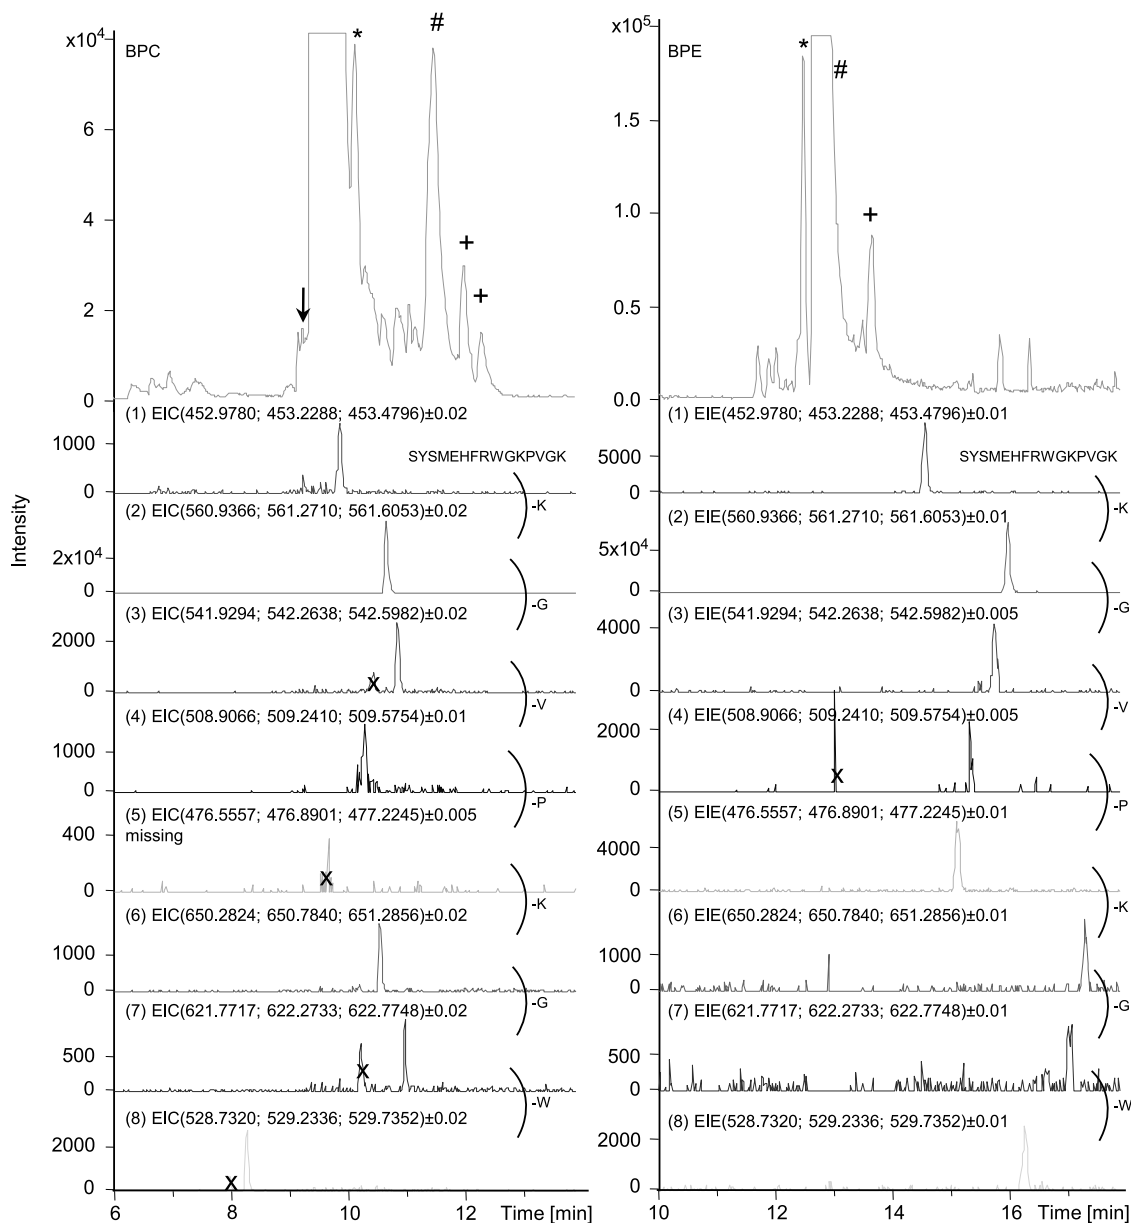 x10⁴
BPC
*
#
8
6
4
+
+
2
0
(1) EIC(452.9780; 453.2288; 453.4796)±0.02
1000
SYSMEHFRWGKPVGK
0
-K
(2) EIC(560.9366; 561.2710; 561.6053)±0.02
2x10⁴
0
-G
(3) EIC(541.9294; 542.2638; 542.5982)±0.02
2000
x
0
-V
(4) EIC(508.9066; 509.2410; 509.5754)±0.01
1000
0
-P
(5) EIC(476.5557; 476.8901; 477.2245)±0.005
missing
400
x
0
-K
(6) EIC(650.2824; 650.7840; 651.2856)±0.02
1000
0
-G
(7) EIC(621.7717; 622.2733; 622.7748)±0.02
500
x
0
-W
(8) EIC(528.7320; 529.2336; 529.7352)±0.02
2000
x
0
6 8 10 12 Time [min]
Intensity
x10⁵
BPE
*
#
1.5
1.0
+
0.5
0.0
(1) EIE(452.9780; 453.2288; 453.4796)±0.01
5000
SYSMEHFRWGKPVGK
0
-K
(2) EIE(560.9366; 561.2710; 561.6053)±0.01
5x10⁴
0
-G
(3) EIE(541.9294; 542.2638; 542.5982)±0.005
4000
0
-V
(4) EIE(508.9066; 509.2410; 509.5754)±0.005
2000
x
0
-P
(5) EIE(476.5557; 476.8901; 477.2245)±0.01
4000
0
-K
(6) EIE(650.2824; 650.7840; 651.2856)±0.01
1000
0
-G
(7) EIE(621.7717; 622.2733; 622.7748)±0.01
500
0
-W
(8) EIE(528.7320; 529.2336; 529.7352)±0.01
2000
0
10 12 14 16 Time [min]